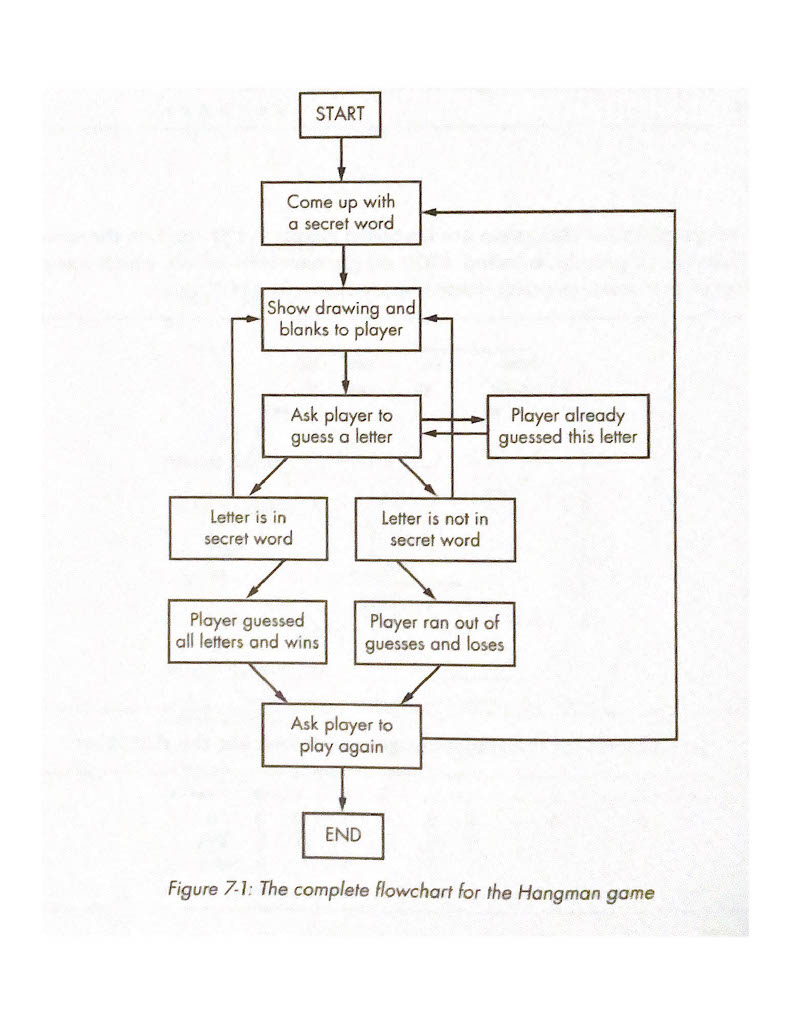 START
Come up with
a secret word
Show drawing and
blanks to player
Ask player to
guess a letter
Player already
guessed this letter
Letter is in
secret word
Letter is not in
secret word
Player guessed
all letters and wins
Player ran out of
guesses and loses
Ask player to
play again
END
Figure 7-1: The complete flowchart for the Hangman game